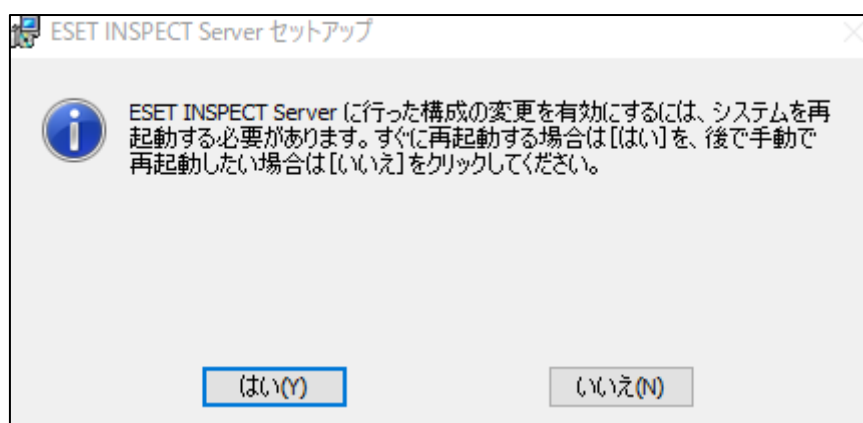 ESET INSPECT Server セットアップ
ESET INSPECT Server に行った構成の変更を有効にするには、システムを再
起動する必要があります。すぐに再起動する場合は[はい]を、後で手動で
再起動したい場合は[いいえ]をクリックしてください。
はい(Y)
いいえ(N)